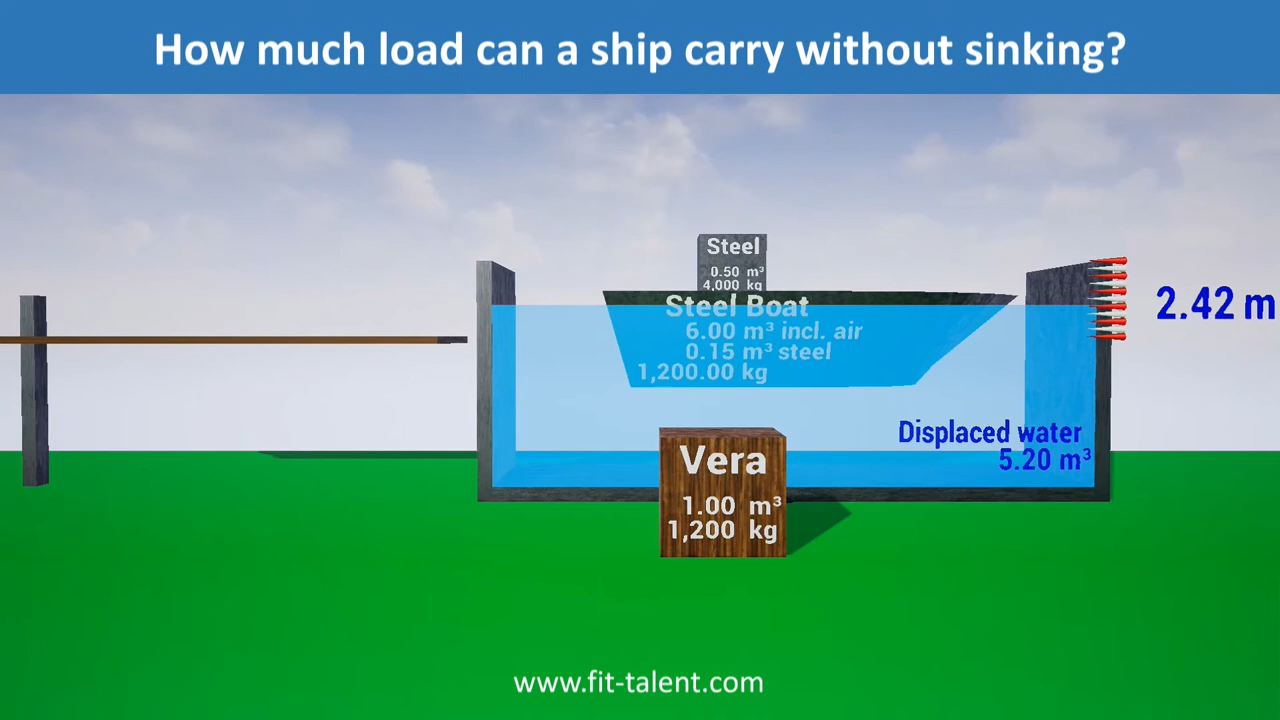 How much load can a ship carry without sinking?
Steel
0.50 m³
4,000 kg
Steel Boat
6.00 m³ incl. air
0.15 m³ steel
1,200.00 kg
2.42 m
Displaced water
5.20 m³
Vera
1.00 m³
1,200 kg
www.fit-talent.com